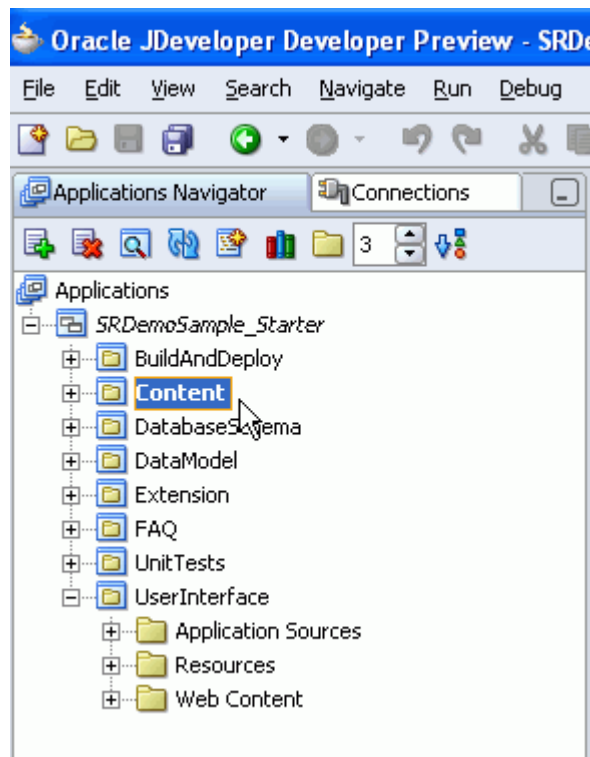 Oracle JDeveloper Developer Preview - SRD
File Edit View Search Navigate Run Debug
Applications Navigator Connections
3
Applications
SRDemoSample_Starter
BuildAndDeploy
Content
DatabaseSchema
DataModel
Extension
FAQ
UnitTests
UserInterface
Application Sources
Resources
Web Content